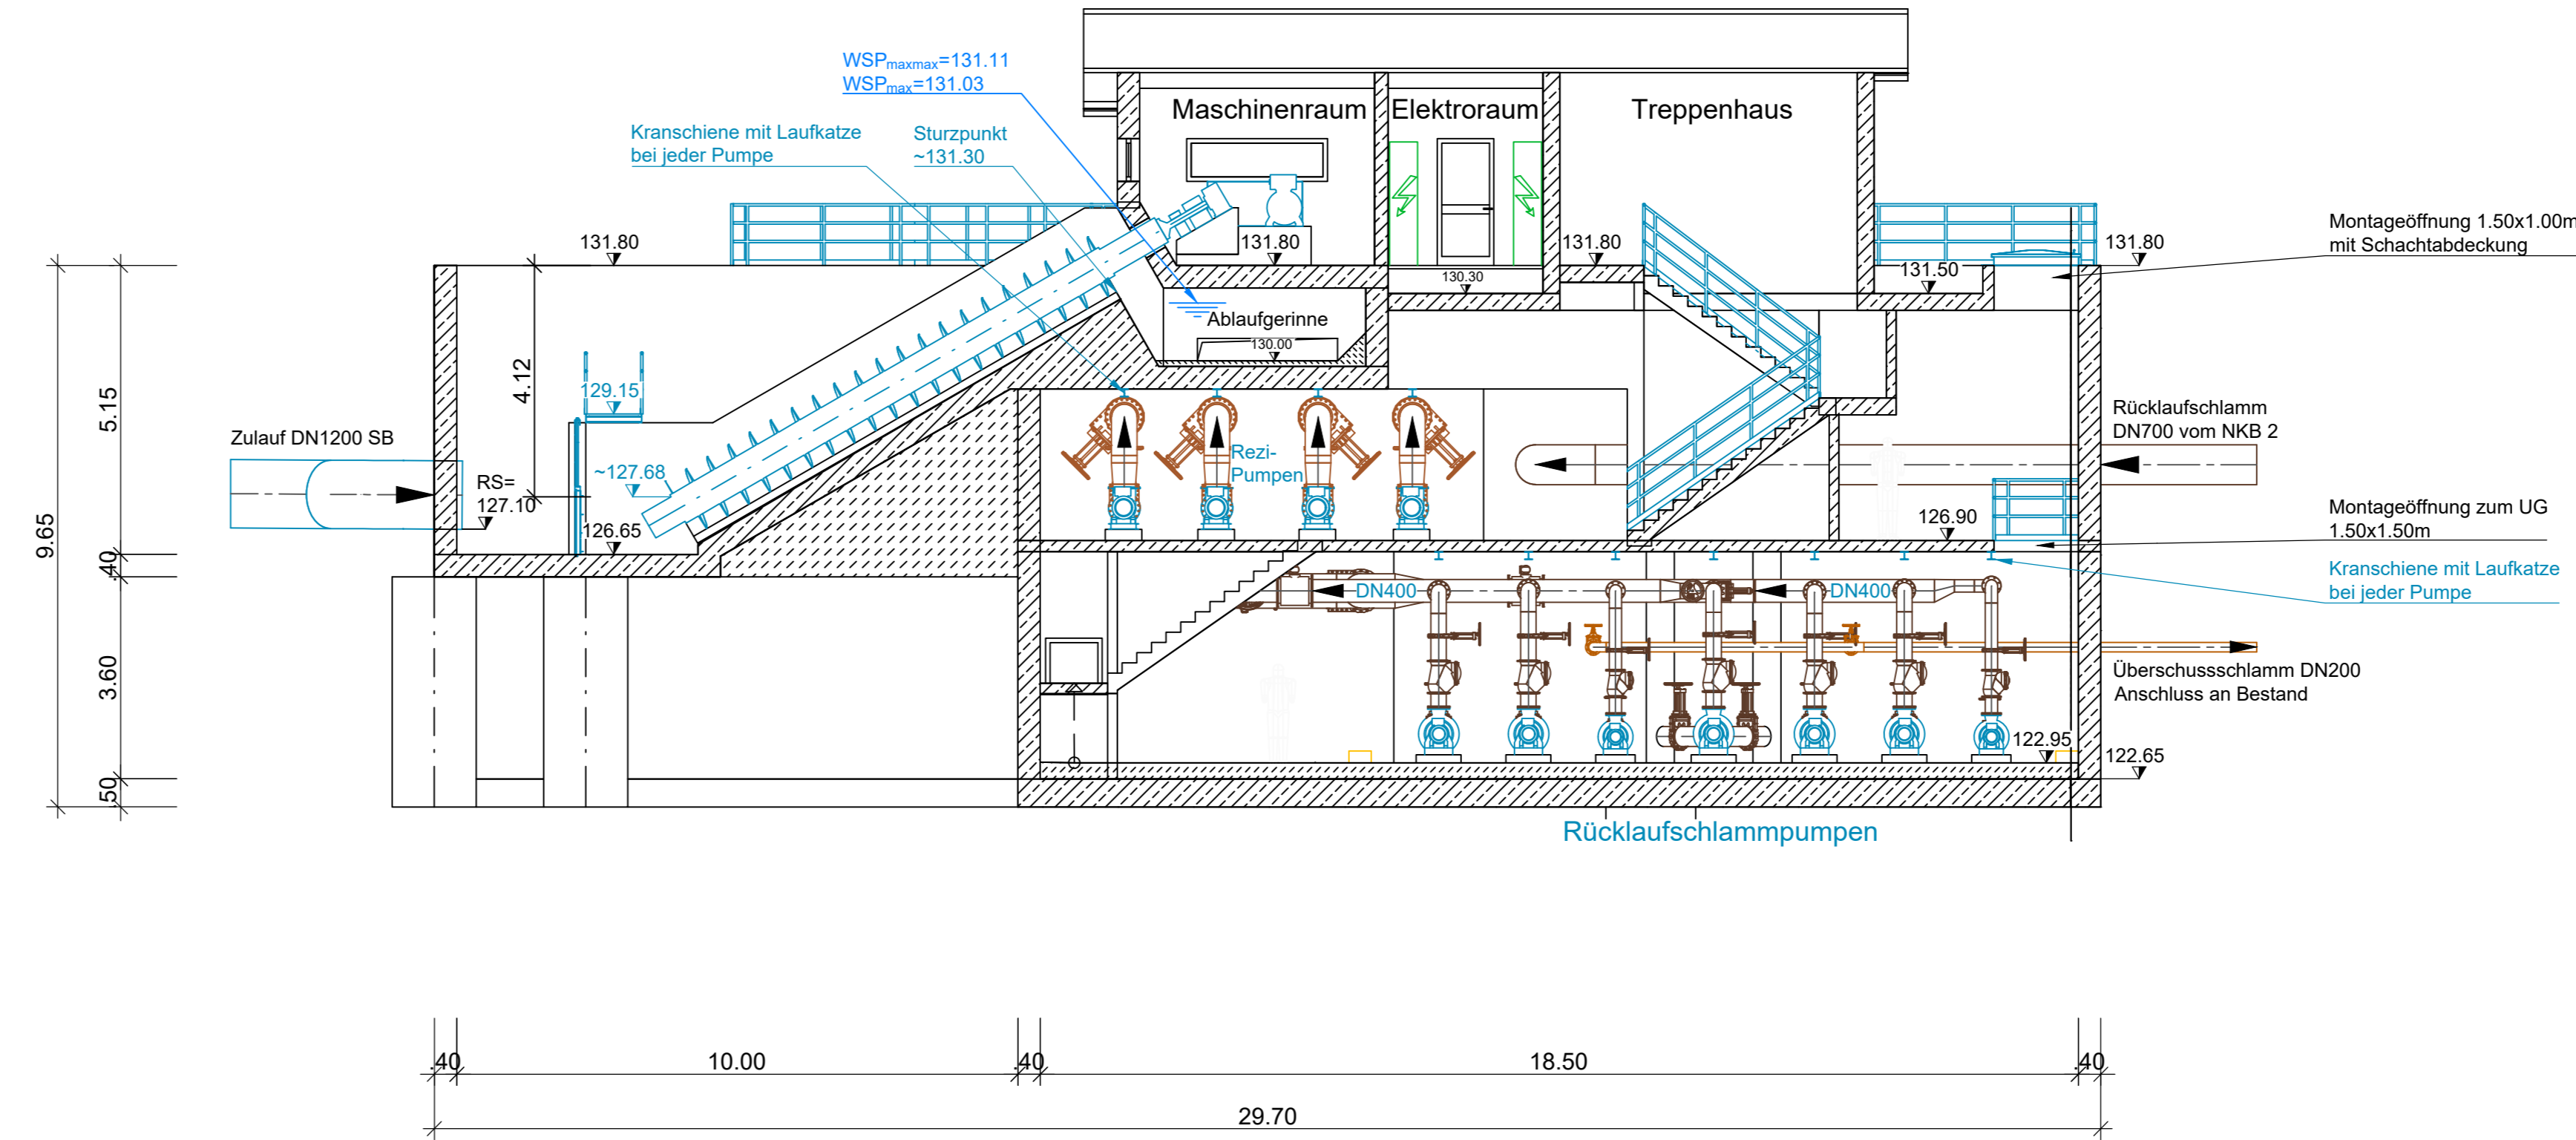 WSPmaxmax=131.11
WSPmax=131.03
Kranschiene mit Laufkatze
bei jeder Pumpe
Sturzpunkt
~131.30
Maschinenraum
Elektroraum
Treppenhaus
Montageöffnung 1.50x1.00m
mit Schachtabdeckung
131.80
131.80
131.80
131.80
131.50
130.30
Ablaufgerinne
130.00
4.12
5.15
129.15
Zulauf DN1200 SB
RS=
127.10
~127.68
126.65
Rezi-
Pumpen
Rücklaufschlamm
DN700 vom NKB 2
Montageöffnung zum UG
1.50x1.50m
126.90
Kranschiene mit Laufkatze
bei jeder Pumpe
9.65
.40
DN400
DN400
3.60
Überschussschlamm DN200
Anschluss an Bestand
122.95
122.65
.50
Rücklaufschlammpumpen
.40
10.00
.40
18.50
.40
29.70